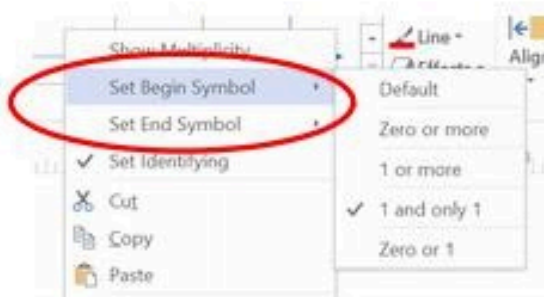 Line
Align
Show Multiplicity
Effects
Set Begin Symbol
Set End Symbol
Set Identifying
Cut
Copy
Paste
Default
Zero or more
1 or more
1 and only 1
Zero or 1